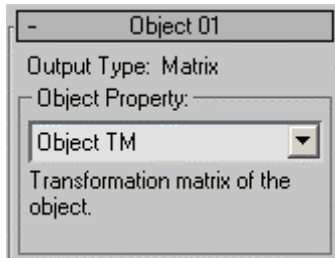 - Object 01
Output Type: Matrix
Object Property:
Object TM
Transformation matrix of the
object.